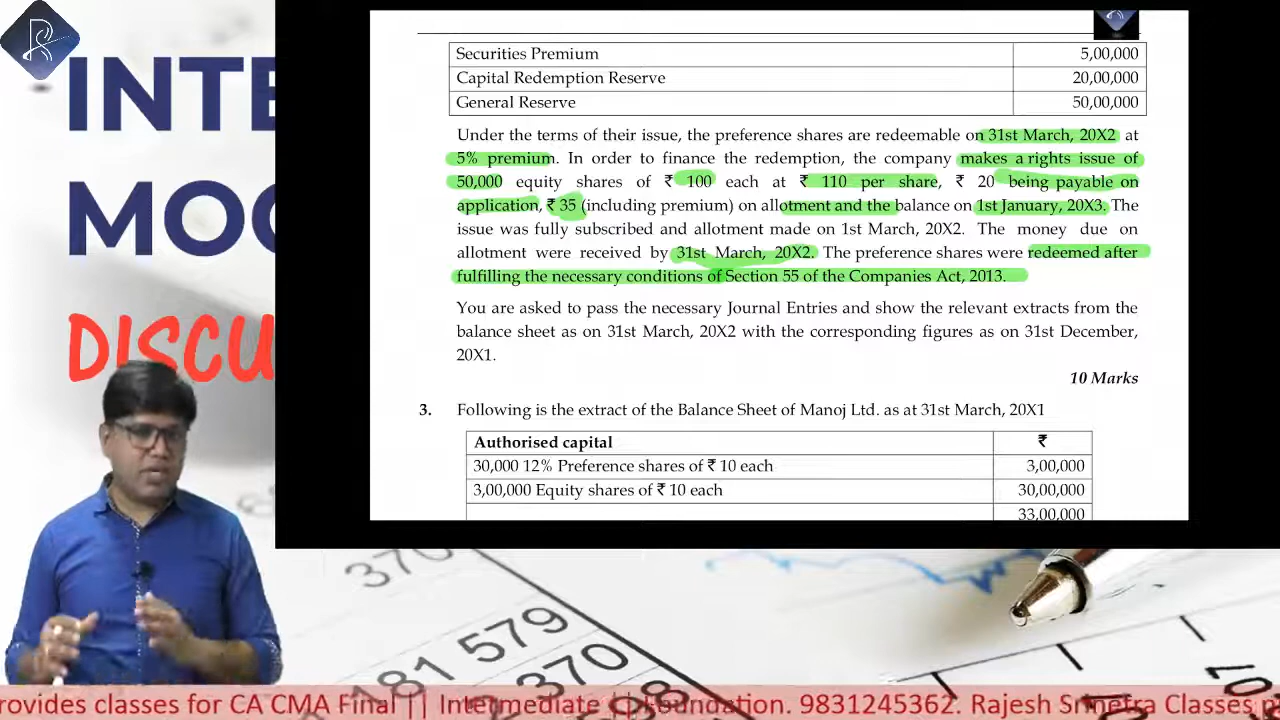 INTE
MOC
DISCU
Securities Premium 5,00,000
Capital Redemption Reserve 20,00,000
General Reserve 50,00,000
Under the terms of their issue, the preference shares are redeemable on 31st March, 20X2 at
5% premium. In order to finance the redemption, the company makes a rights issue of
50,000 equity shares of ₹ 100 each at ₹ 110 per share, ₹ 20 being payable on
application, ₹ 35 (including premium) on allotment and the balance on 1st January, 20X3. The
issue was fully subscribed and allotment made on 1st March, 20X2. The money due on
allotment were received by 31st March, 20X2. The preference shares were redeemed after
fulfilling the necessary conditions of Section 55 of the Companies Act, 2013.
You are asked to pass the necessary Journal Entries and show the relevant extracts from the
balance sheet as on 31st March, 20X2 with the corresponding figures as on 31st December,
20X1.
10 Marks
3. Following is the extract of the Balance Sheet of Manoj Ltd. as at 31st March, 20X1
Authorised capital ₹
30,000 12% Preference shares of ₹ 10 each 3,00,000
3,00,000 Equity shares of ₹ 10 each 30,00,000
33,00,000
370
579
181
370
rovides classes for CA CMA Final || Intermediate || Foundation. 9831245362. Rajesh Srinetra Classes p